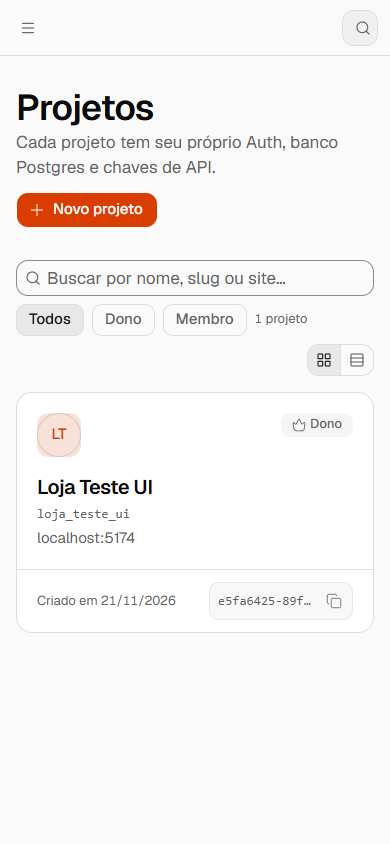 Projetos
Cada projeto tem seu próprio Auth, banco
Postgres e chaves de API.
Novo projeto
Buscar por nome, slug ou site...
Todos
Dono
Membro
1 projeto
LT
Dono
Loja Teste UI
loja_teste_ui
localhost:5174
Criado em 21/11/2026
e5fa6425-89f…